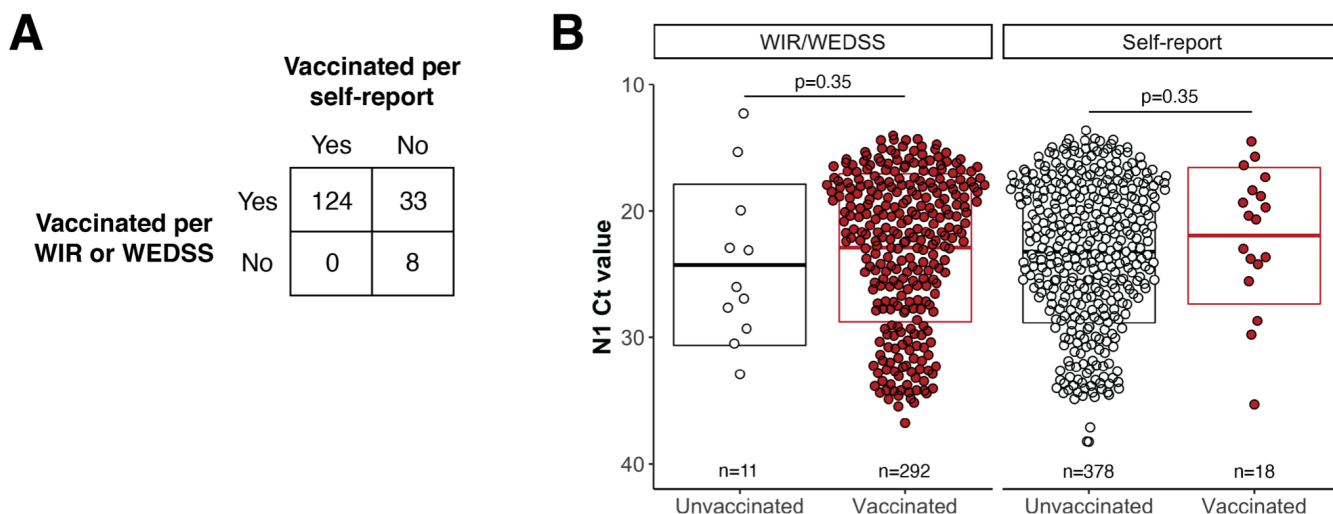 A
Vaccinated per
self-report
Yes No
Vaccinated per
WIR or WEDSS
Yes 124 33
No 0 8
B
WIR/WEDSS Self-report
N1 Ct value
10
20
30
40
p=0.35 p=0.35
n=11 n=292 n=378 n=18
Unvaccinated Vaccinated Unvaccinated Vaccinated